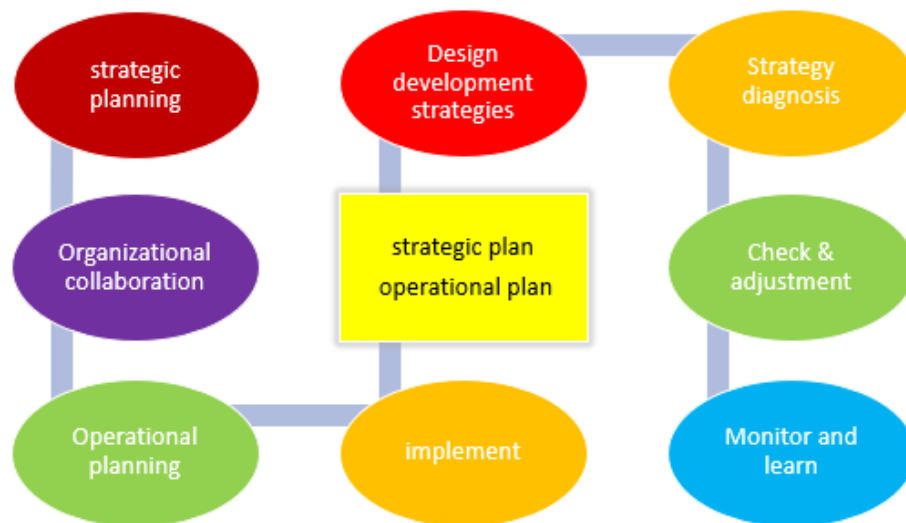 strategic
planning
Design
development
strategies
Strategy
diagnosis
Organizational
collaboration
strategic plan
operational plan
Check &
adjustment
Operational
planning
implement
Monitor and
learn